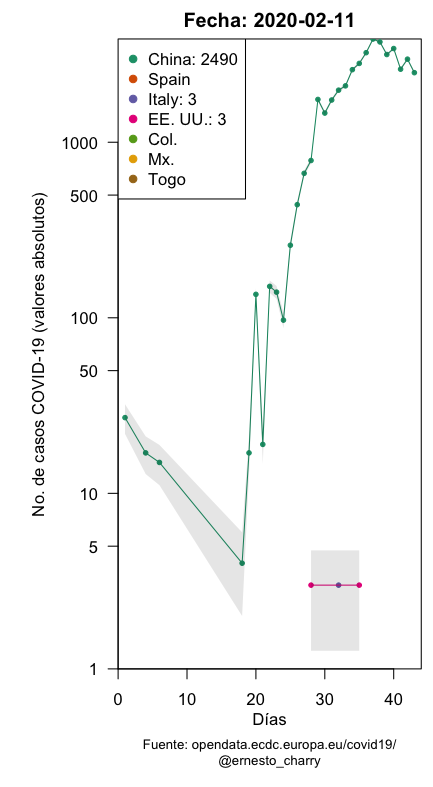 Fecha: 2020-02-11
China: 2490
Spain
Italy: 3
EE. UU.: 3
Col.
Mx.
Togo
No. de casos COVID-19 (valores absolutos)
1000
500
100
50
10
5
1
0 10 20 30 40
Días
Fuente: opendata.ecdc.europa.eu/covid19/
@ernesto_charry